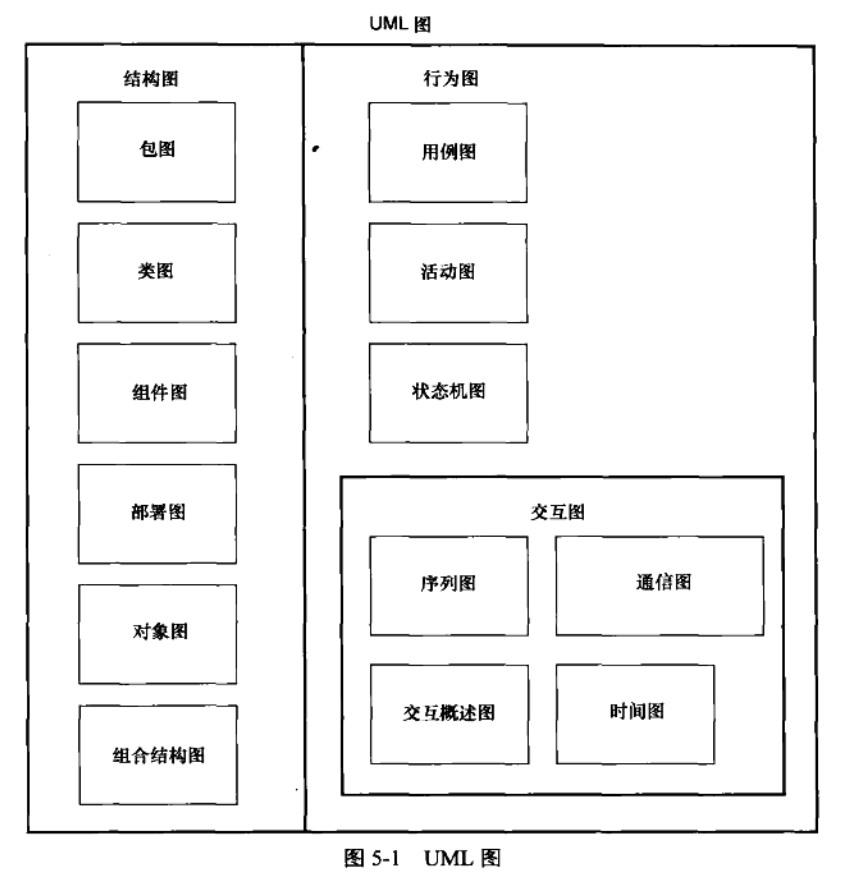 UML 图
结构图
包图
类图
组件图
部署图
对象图
组合结构图
行为图
用例图
活动图
状态机图
交互图
序列图
通信图
交互概述图
时间图
图 5-1 UML 图